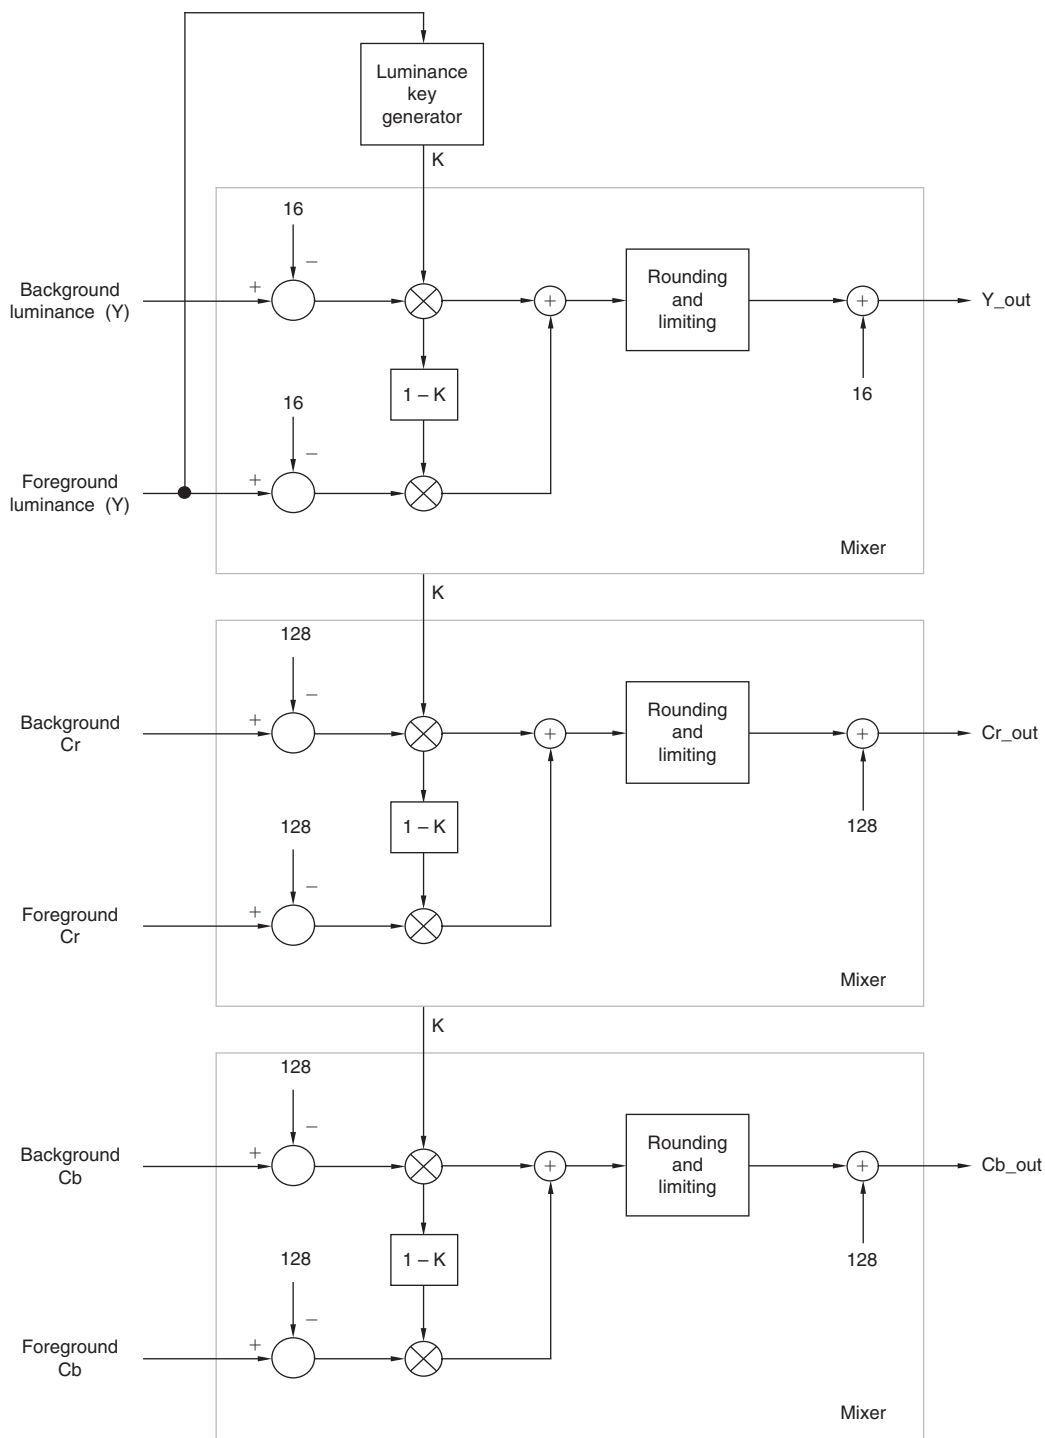 Luminance
key
generator
K
16
–
+
Background
luminance (Y)
+
Rounding
and
limiting
+
Y_out
16
1 – K
16
–
+
Foreground
luminance (Y)
Mixer
K
128
–
+
Background
Cr
+
Rounding
and
limiting
+
Cr_out
128
1 – K
128
–
+
Foreground
Cr
Mixer
K
128
–
+
Background
Cb
+
Rounding
and
limiting
+
Cb_out
128
1 – K
128
–
+
Foreground
Cb
Mixer